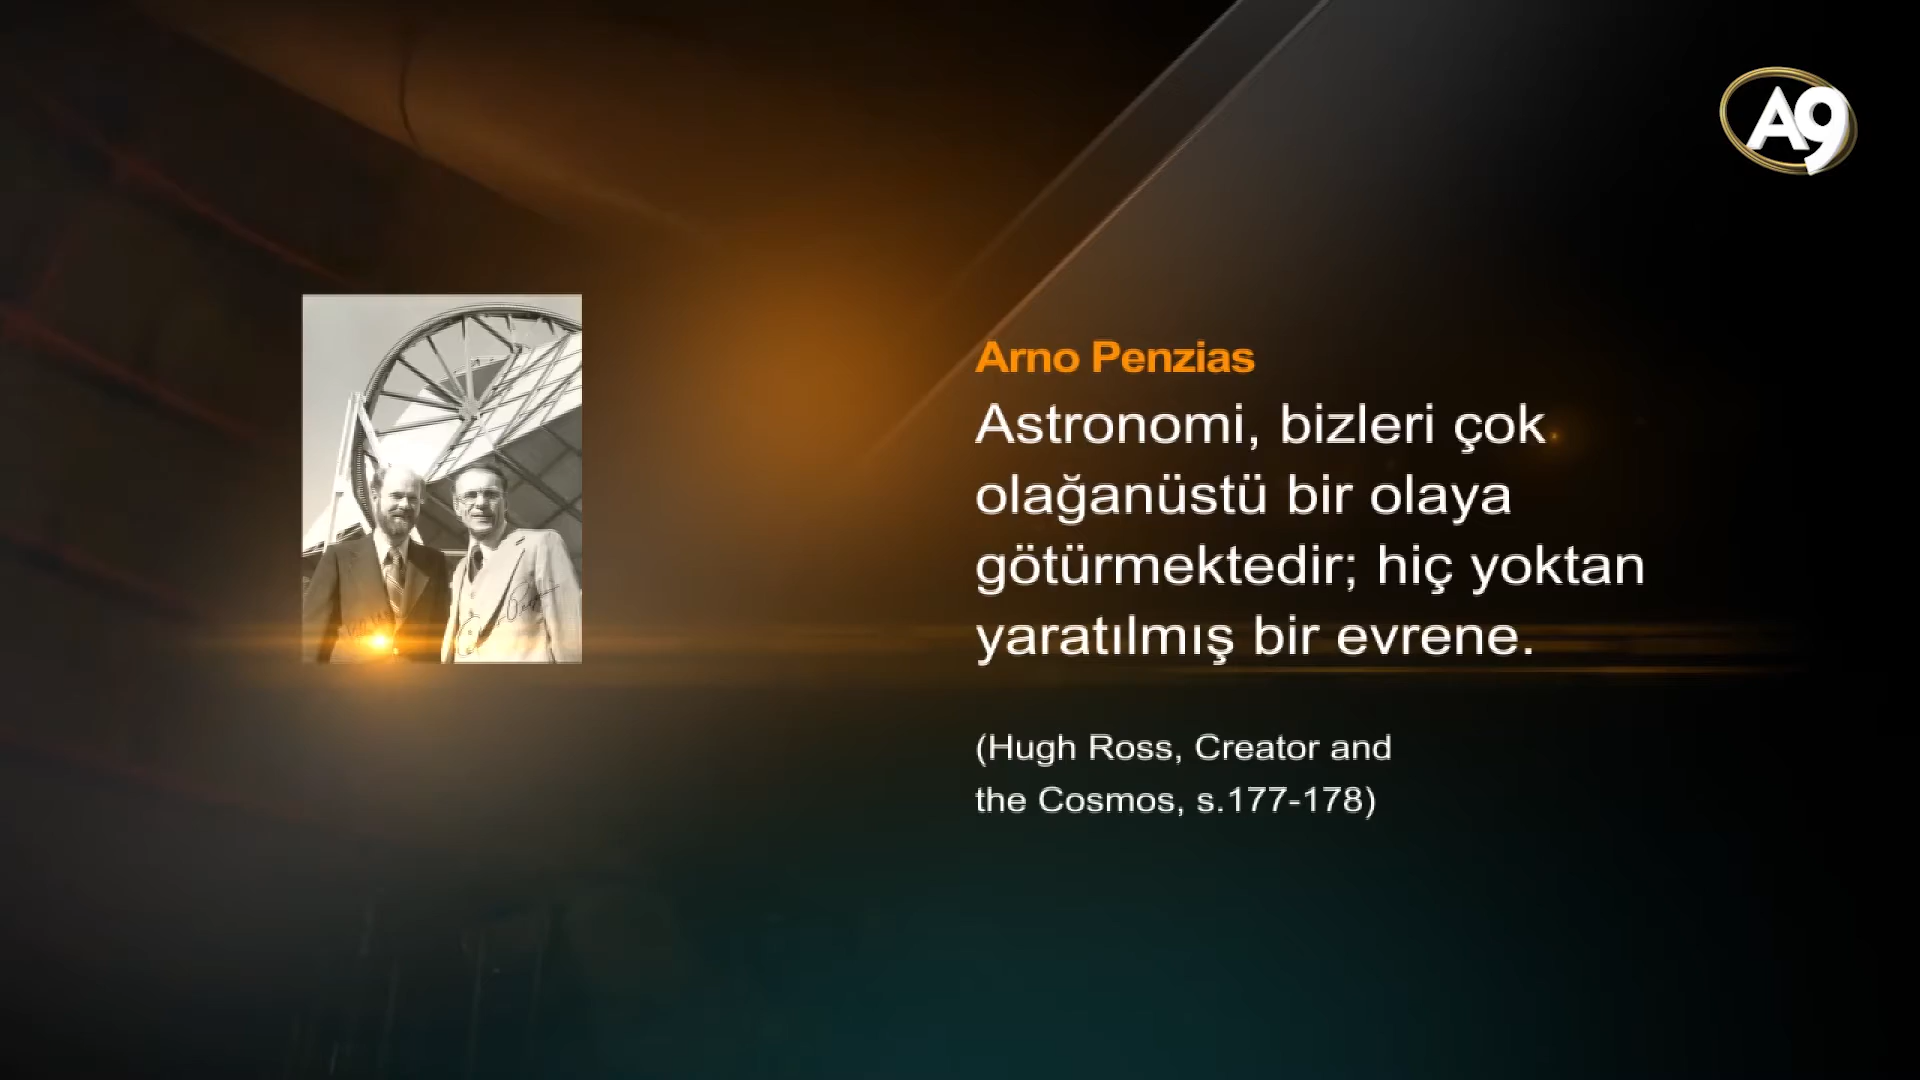 A9
Arno Penzias
Astronomi, bizleri çok
olağanüstü bir olaya
götürmektedir; hiç yoktan
yaratılmış bir evrene.
(Hugh Ross, Creator and
the Cosmos, s.177-178)